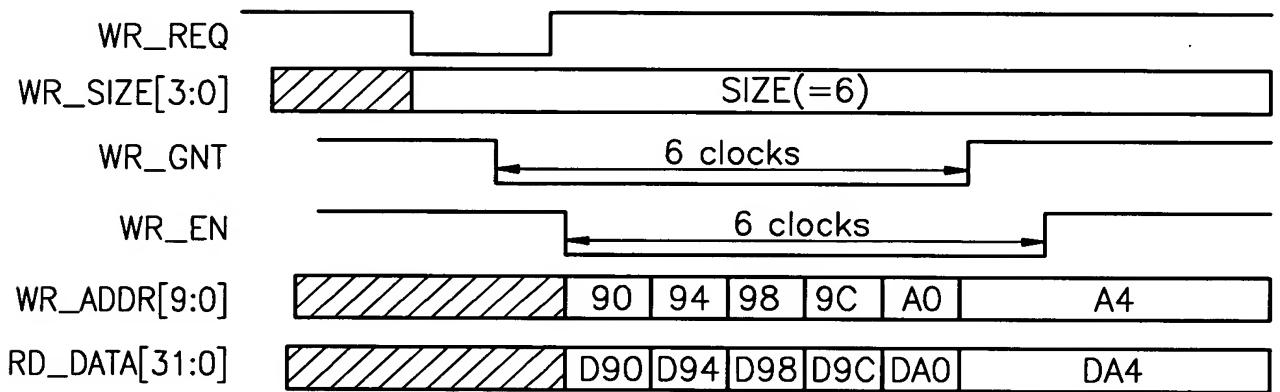 WR_REQ
WR_SIZE[3:0] SIZE(=6)
WR_GNT 6 clocks
WR_EN 6 clocks
WR_ADDR[9:0] 90 94 98 9C A0 A4
RD_DATA[31:0] D90 D94 D98 D9C DA0 DA4